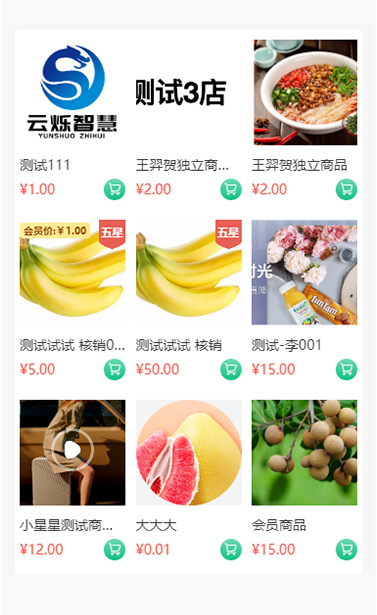 云烁智慧
YUNSHUO ZHIHUI
测试3店
测试111
王羿贺独立商...
王羿贺独立商品
¥1.00
¥2.00
¥2.00
会员价:¥1.00
五星
五星
时光
测试试试 核销0...
测试试试 核销
测试-李001
¥5.00
¥50.00
¥15.00
TimTam
小星星测试商...
大大大
会员商品
¥12.00
¥0.01
¥15.00